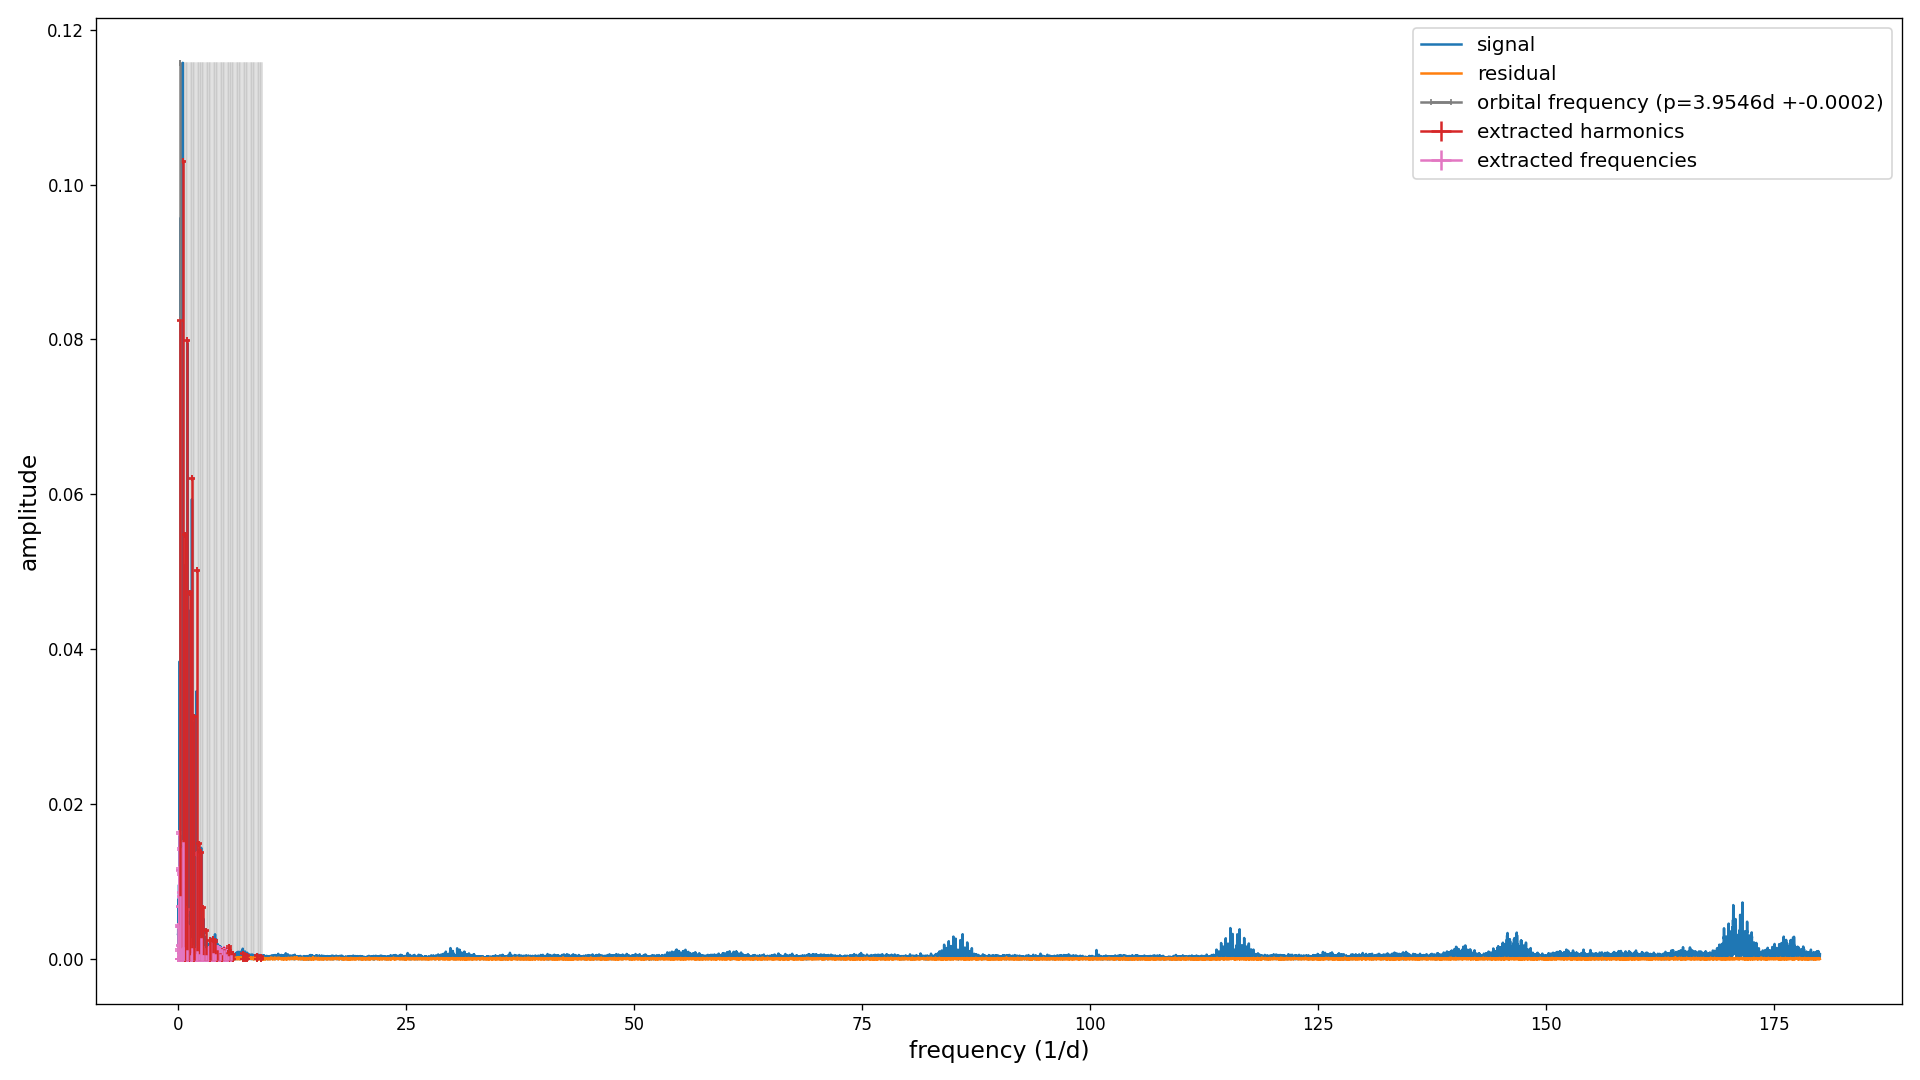 0.12
0.10
0.08
0.06
0.04
0.02
0.00
amplitude
0
25
50
75
100
125
150
175
frequency (1/d)
signal
residual
orbital frequency (p=3.9546d +-0.0002)
extracted harmonics
extracted frequencies